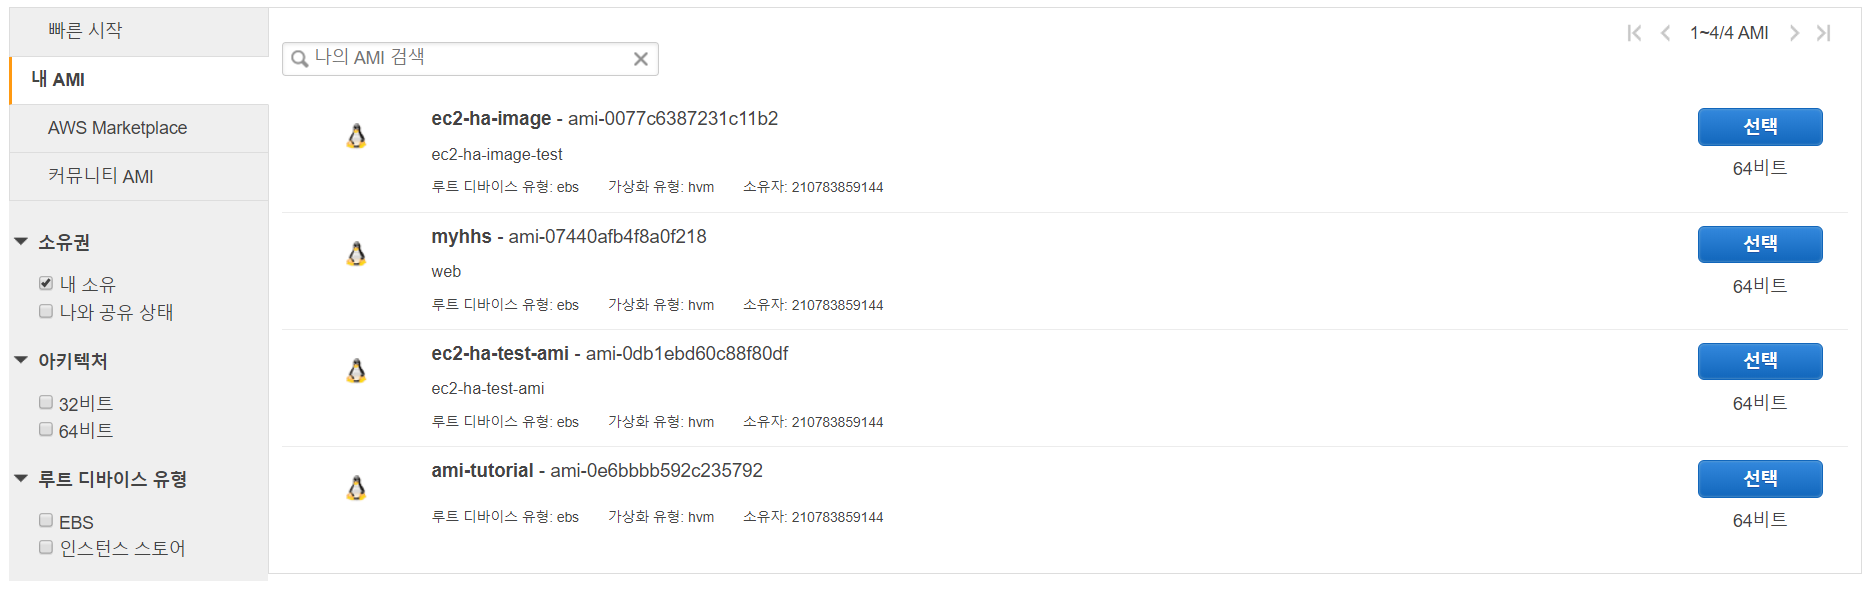 빠른 시작
내 AMI
AWS Marketplace
커뮤니티 AMI
소유권
내 소유
나와 공유 상태
아키텍처
32비트
64비트
루트 디바이스 유형
EBS
인스턴스 스토어
나의 AMI 검색
1~4/4 AMI
ec2-ha-image - ami-0077c6387231c11b2
ec2-ha-image-test
루트 디바이스 유형: ebs 가상화 유형: hvm 소유자: 210783859144
선택
64비트
myhhs - ami-07440afb4f8a0f218
web
루트 디바이스 유형: ebs 가상화 유형: hvm 소유자: 210783859144
선택
64비트
ec2-ha-test-ami - ami-0db1ebd60c88f80df
ec2-ha-test-ami
루트 디바이스 유형: ebs 가상화 유형: hvm 소유자: 210783859144
선택
64비트
ami-tutorial - ami-0e6bbbb592c235792
루트 디바이스 유형: ebs 가상화 유형: hvm 소유자: 210783859144
선택
64비트